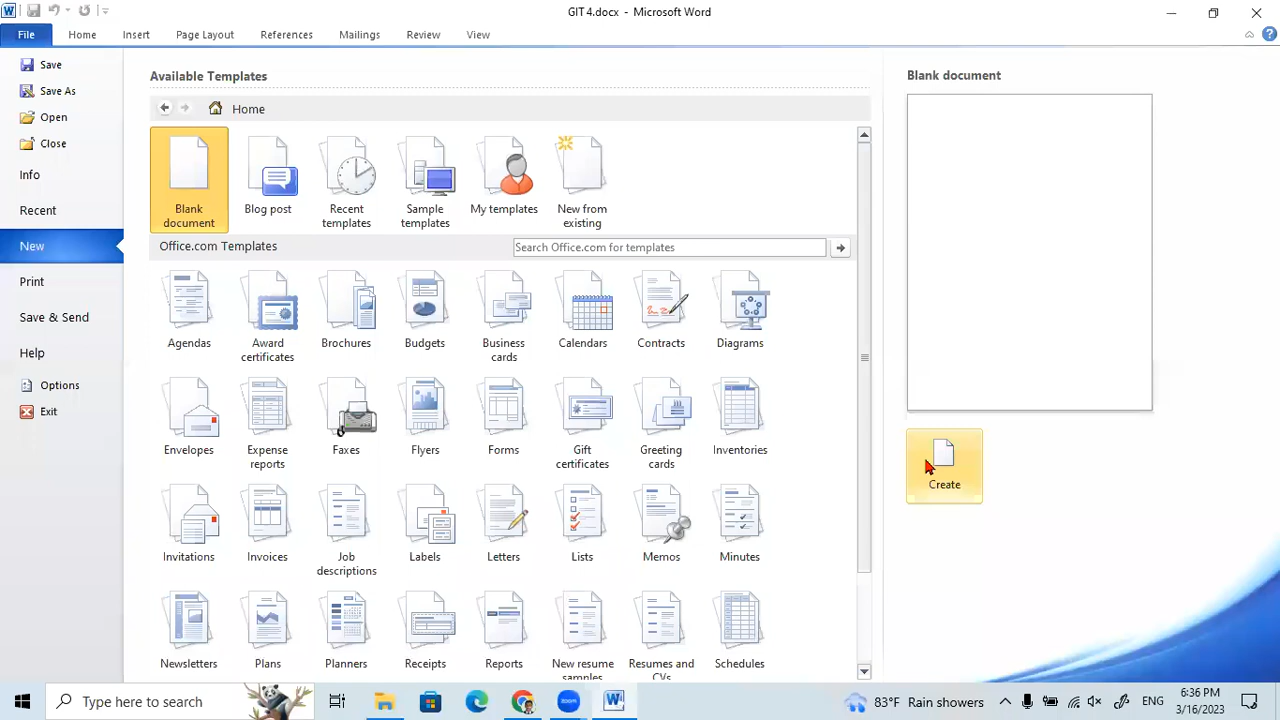 GIT 4.docx - Microsoft Word
File Home Insert Page Layout References Mailings Review View
Save
Save As
Open
Close
Info
Recent
New
Print
Save & Send
Help
Options
Exit
Available Templates
Home
Blank document
Blog post
Recent templates
Sample templates
My templates
New from existing
Office.com Templates
Search Office.com for templates
Agendas
Award certificates
Brochures
Budgets
Business cards
Calendars
Contracts
Diagrams
Envelopes
Expense reports
Faxes
Flyers
Forms
Gift certificates
Greeting cards
Inventories
Invitations
Invoices
Job descriptions
Labels
Letters
Lists
Memos
Minutes
Newsletters
Plans
Planners
Receipts
Reports
New resume samples
Resumes and CVs
Schedules
Blank document
Create
Type here to search
83°F Rain showers
ENG
6:36 PM
3/16/2023